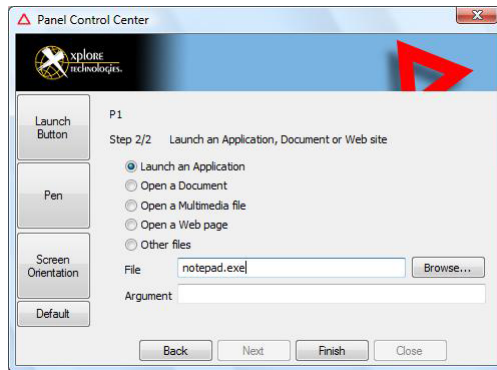 Panel Control Center
xplore
technologies.
Launch
Button
Pen
Screen
Orientation
Default
P1
Step 2/2 Launch an Application, Document or Web site
Launch an Application
Open a Document
Open a Multimedia file
Open a Web page
Other files
File notepad.exe Browse...
Argument
Back Next Finish Close